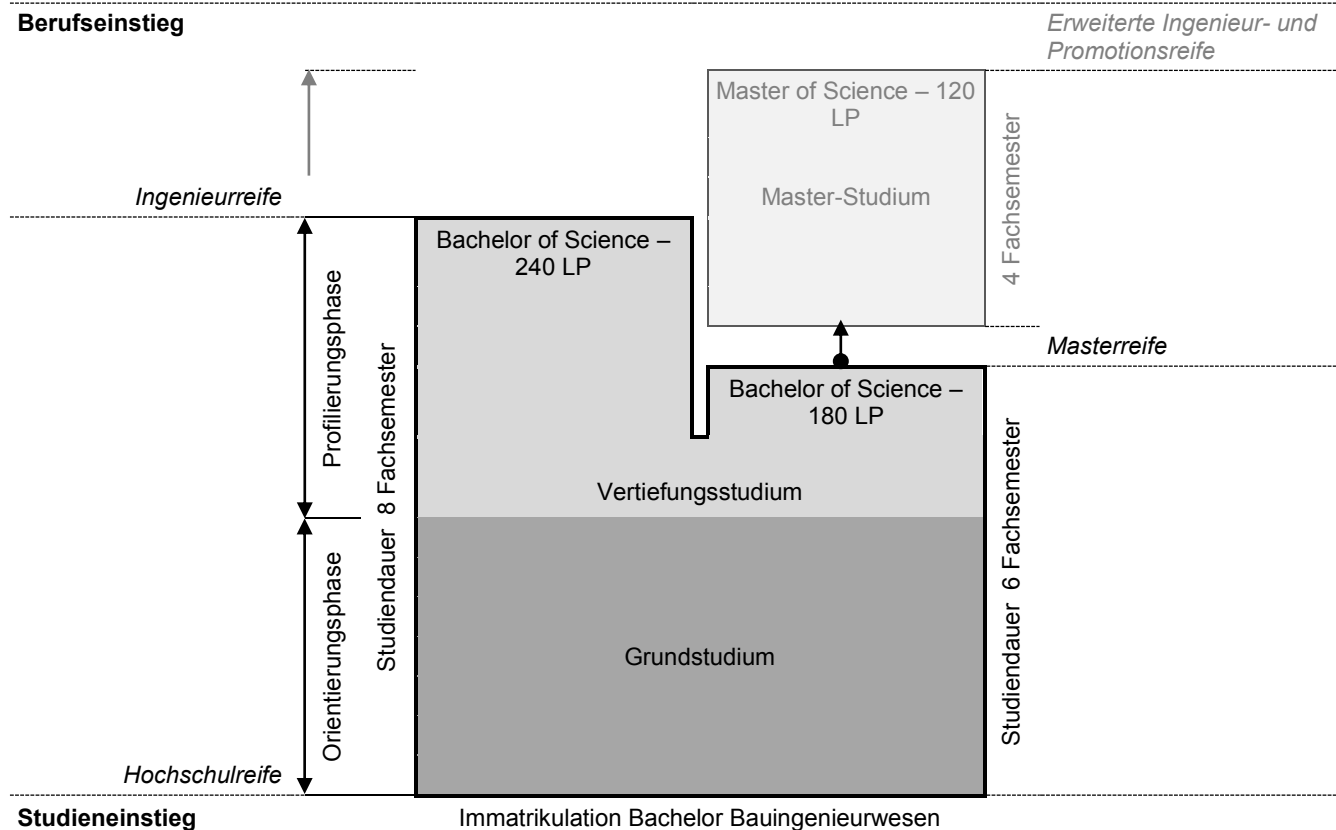 Berufseinstieg
Erweiterte Ingenieur- und
Promotionsreife
Master of Science – 120
LP
Master-Studium
4 Fachsemester
Ingenieurreife
Bachelor of Science –
240 LP
Profilierungsphase
Studiendauer 8 Fachsemester
Masterreife
Bachelor of Science –
180 LP
Vertiefungsstudium
Studiendauer 6 Fachsemester
Orientierungsphase
Grundstudium
Hochschulreife
Studieneinstieg
Immatrikulation Bachelor Bauingenieurwesen